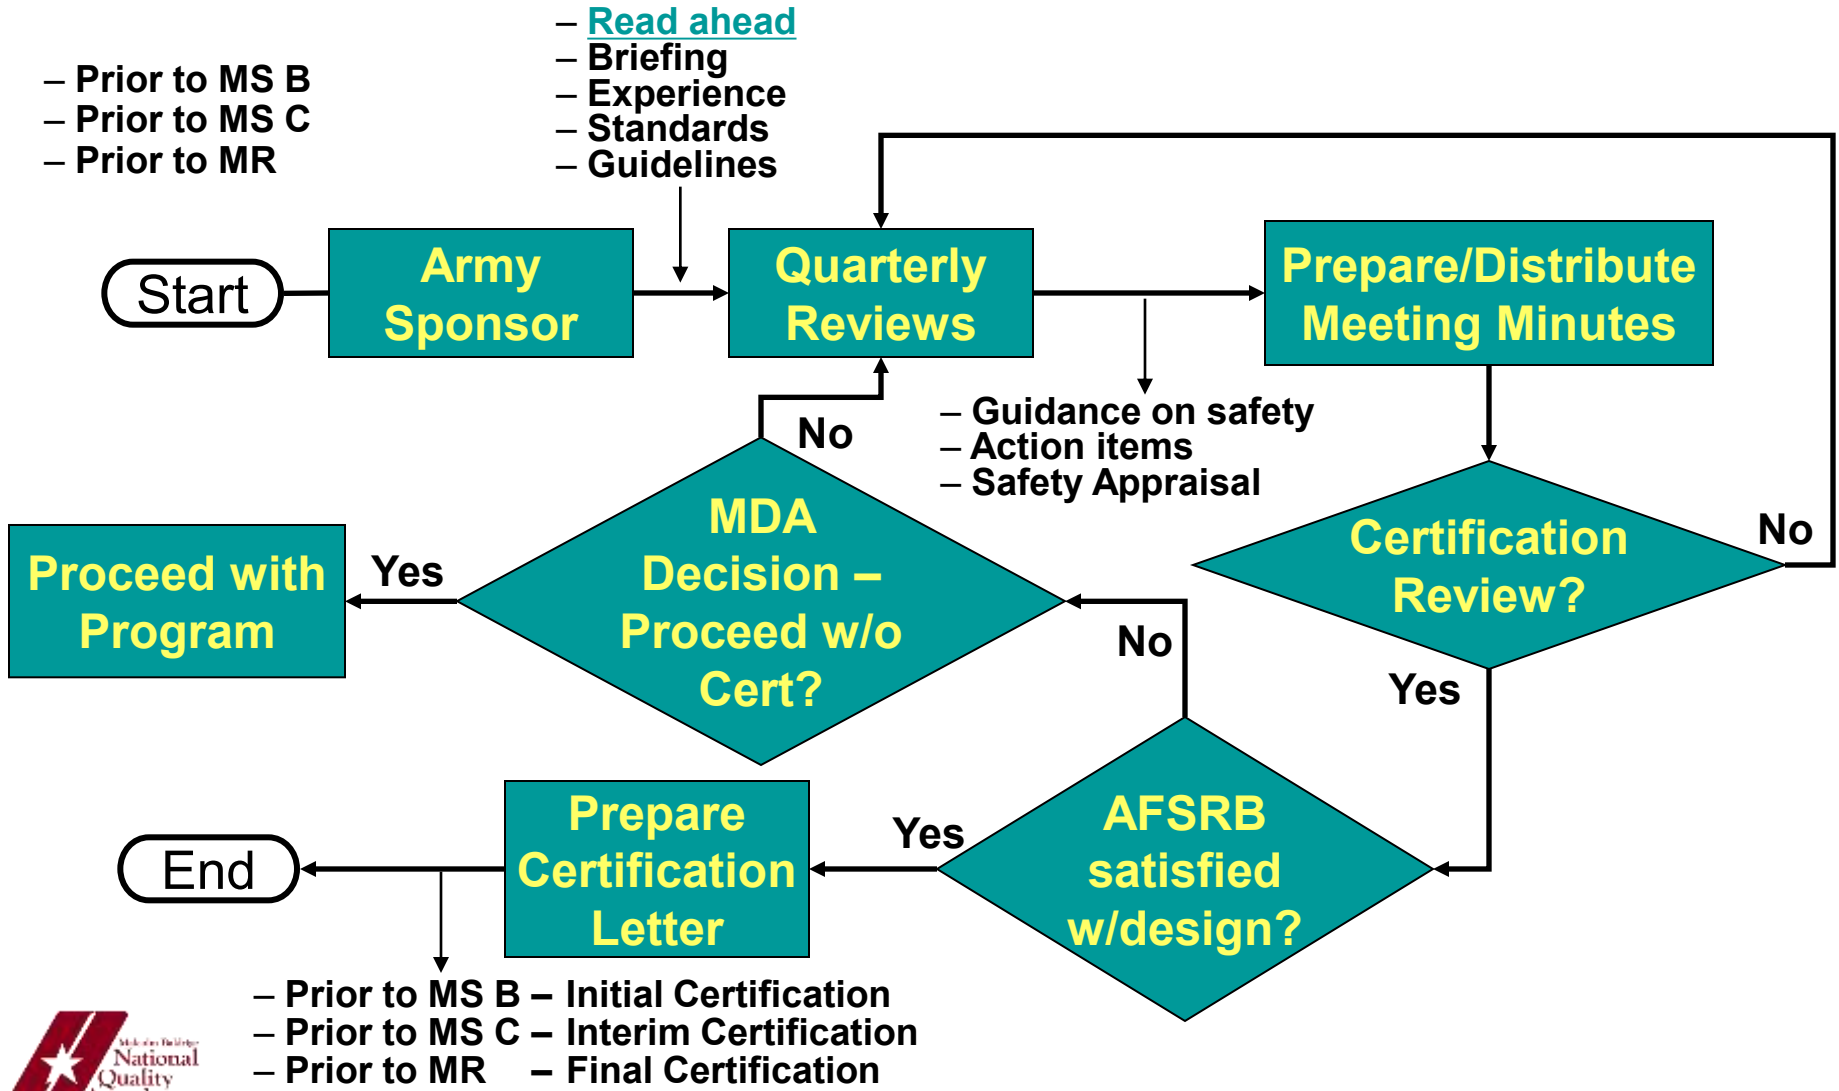 – Prior to MS B
– Prior to MS C
– Prior to MR
– Read ahead
– Briefing
– Experience
– Standards
– Guidelines
Start
Army
Sponsor
Quarterly
Reviews
Prepare/Distribute
Meeting Minutes
– Guidance on safety
– Action items
– Safety Appraisal
No
MDA
Decision –
Proceed w/o
Cert?
Yes
Proceed with
Program
Certification
Review?
No
Yes
No
AFSRB
satisfied
w/design?
Yes
Prepare
Certification
Letter
End
– Prior to MS B – Initial Certification
– Prior to MS C – Interim Certification
– Prior to MR – Final Certification
National
Quality